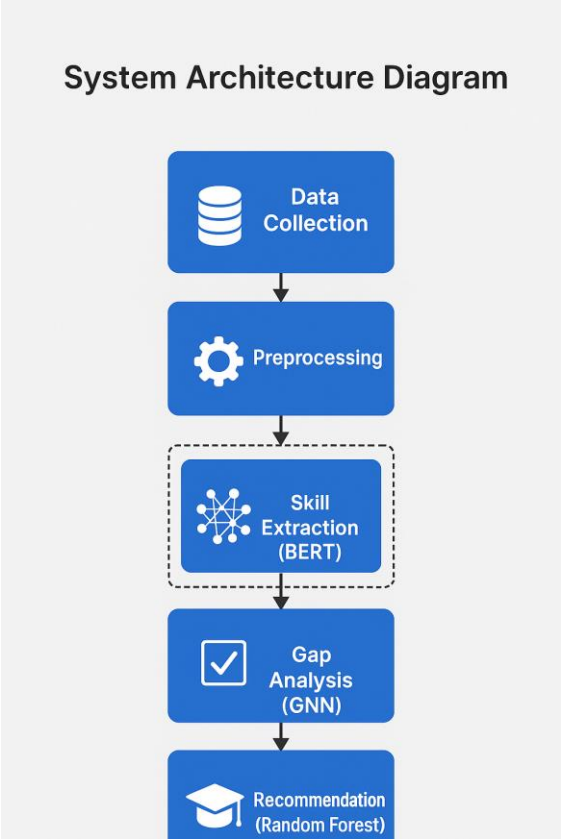 System Architecture Diagram
Data
Collection
Preprocessing
Skill
Extraction
(BERT)
Gap
Analysis
(GNN)
Recommendation
(Random Forest)